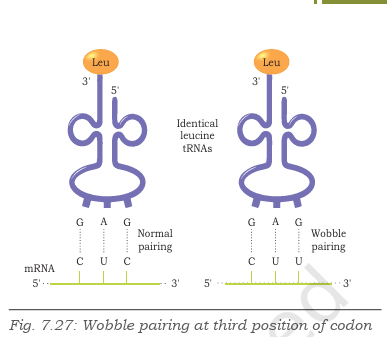 Leu Leu
3' 5' 3' 5'
Identical
leucine
tRNAs
G A G G A G
Normal
pairing
Wobble
pairing
C U C C U U
mRNA
5' 3' 5' 3'
Fig. 7.27: Wobble pairing at third position of codon